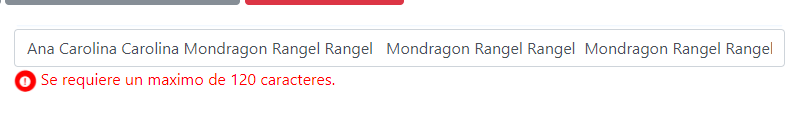 Ana Carolina Carolina Mondragon Rangel Rangel Mondragon Rangel Rangel Mondragon Rangel Rangel
Se requiere un maximo de 120 caracteres.